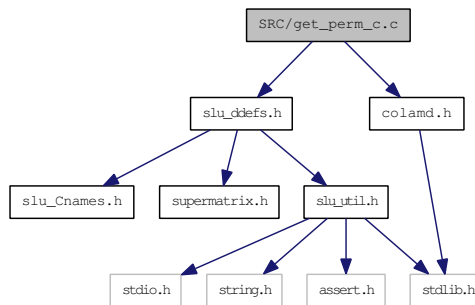 SRC/get_perm_c.c
slu_ddefs.h
colamd.h
slu_Cnames.h
supermatrix.h
slu_util.h
stdio.h
string.h
assert.h
stdlib.h